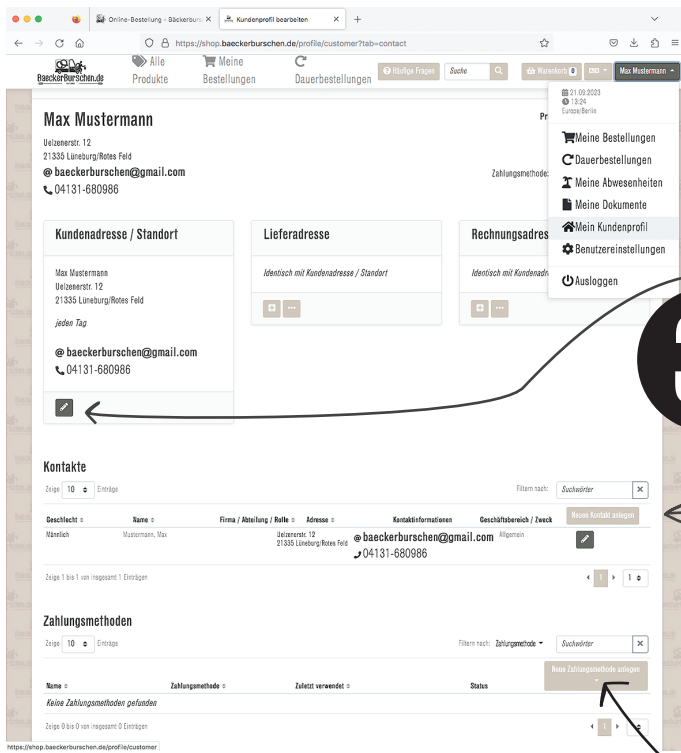 Online-Bestellung – Bäckerburs
Kundenprofil bearbeiten
https://shop.baeckerburschen.de/profile/customer?tab=contact
BaeckerBurschen.de
Alle Produkte
Meine Bestellungen
Dauerbestellungen
Häufige Fragen
Suche
Warenkorb 0
Max Mustermann
21.09.2023
13:24
Europe/Berlin
Meine Bestellungen
Dauerbestellungen
Meine Abwesenheiten
Meine Dokumente
Mein Kundenprofil
Benutzereinstellungen
Ausloggen
Max Mustermann
Pr
Uelzenerstr. 12
21335 Lüneburg/Rotes Feld
@ baeckerburschen@gmail.com
Zahlungsmethode:
04131-680986
Kundenadresse / Standort
Max Mustermann
Uelzenerstr. 12
21335 Lüneburg/Rotes Feld
jeden Tag
@ baeckerburschen@gmail.com
04131-680986
Lieferadresse
Identisch mit Kundenadresse / Standort
Rechnungsadres
Identisch mit Kundenadr
Kontakte
Zeige 10 Einträge
Filtern nach: Suchwörter
Geschlecht Name Firma / Abteilung / Rolle Adresse Kontaktinformationen Geschäftsbereich / Zweck Neuen Kontakt anlegen
Männlich Mustermann, Max Uelzenerstr. 12 @ baeckerburschen@gmail.com Allgemein
21335 Lüneburg/Rotes Feld 04131-680986
Zeige 1 bis 1 von insgesamt 1 Einträgen
1 1
Zahlungsmethoden
Zeige 10 Einträge
Filtern nach: Zahlungsmethode Suchwörter
Neue Zahlungsmethode anlegen
Name Zahlungsmethode Zuletzt verwendet Status
Keine Zahlungsmethoden gefunden
Zeige 0 bis 0 von insgesamt 0 Einträgen
1
https://shop.baeckerburschen.de/profile/customer